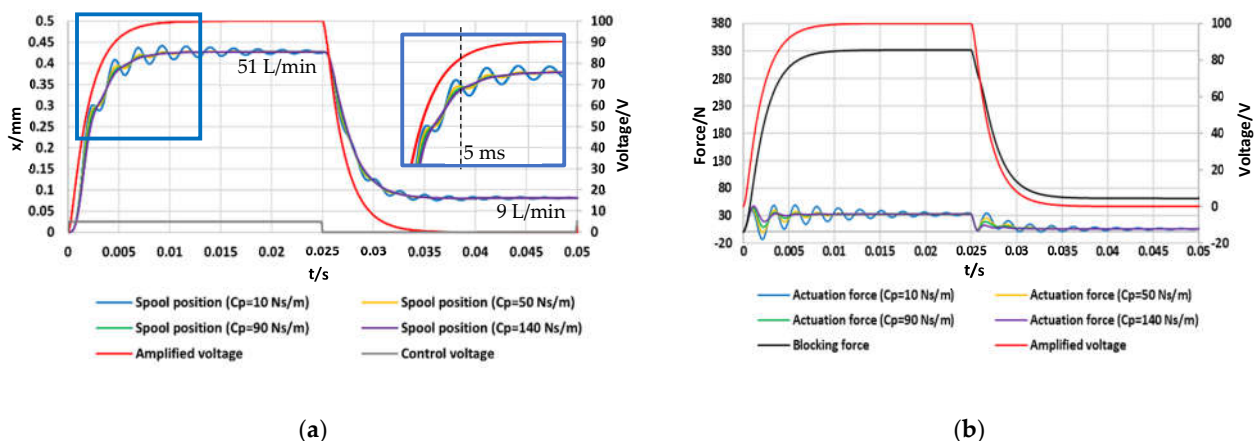 0.5
0.45
0.4
0.35
0.3
0.25
0.2
0.15
0.1
0.05
0
x/mm
100
90
80
70
60
50
40
30
20
10
0
Voltage/V
51 L/min
5 ms
9 L/min
0 0.005 0.01 0.015 0.02 0.025 0.03 0.035 0.04 0.045 0.05
t/s
Spool position (Cp=10 Ns/m) Spool position (Cp=50 Ns/m)
Spool position (Cp=90 Ns/m) Spool position (Cp=140 Ns/m)
Amplified voltage Control voltage
(a)
380
330
280
230
180
130
80
30
-20
Force/N
100
80
60
40
20
0
-20
Voltage/V
0 0.005 0.01 0.015 0.02 0.025 0.03 0.035 0.04 0.045 0.05
t/s
Actuation force (Cp=10 Ns/m) Actuation force (Cp=50 Ns/m)
Actuation force (Cp=90 Ns/m) Actuation force (Cp=140 Ns/m)
Blocking force Amplified voltage
(b)